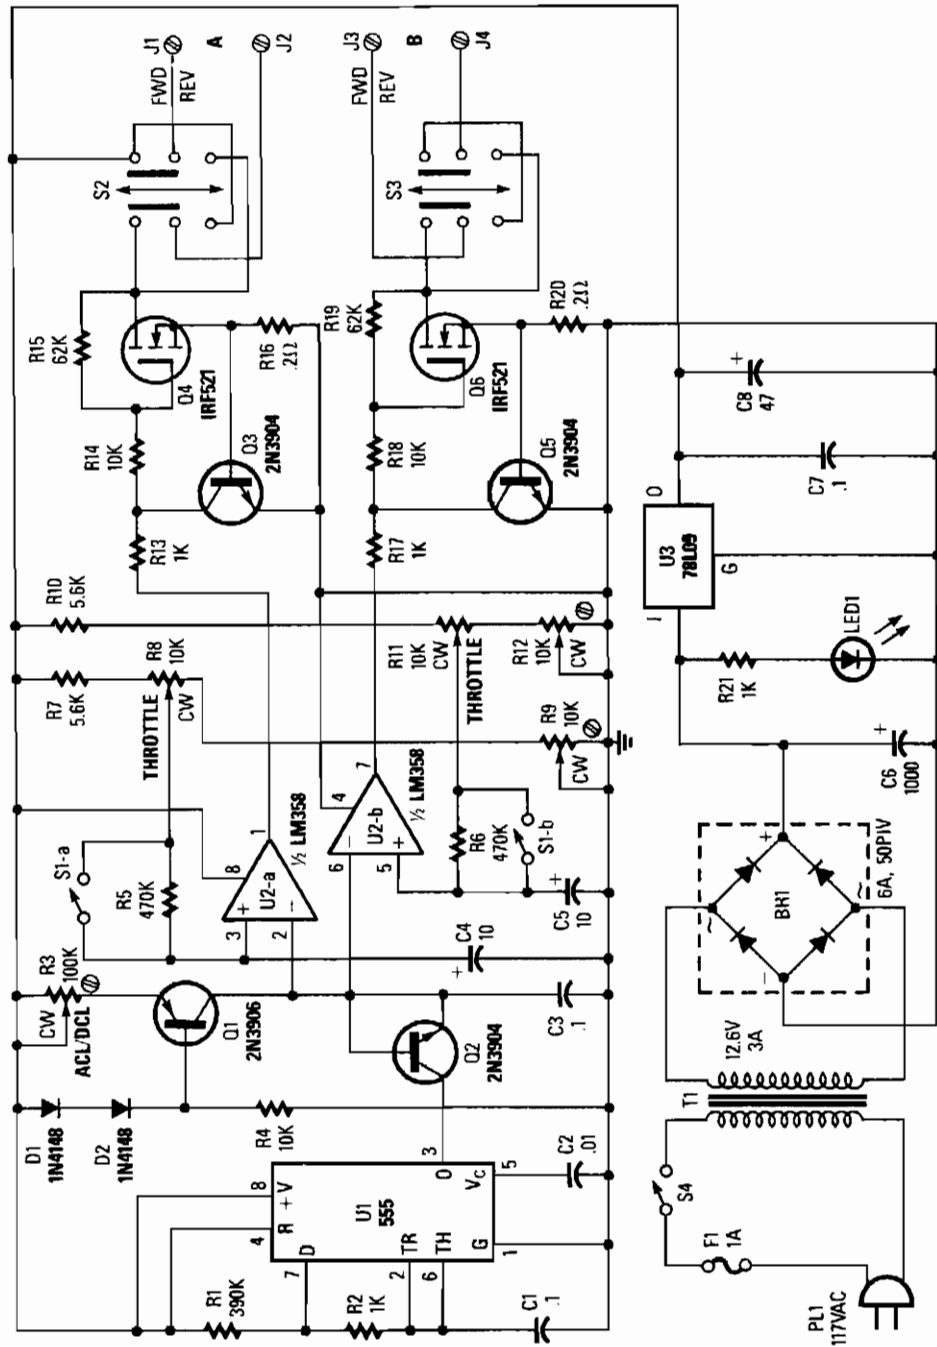 J1
A
J2
J3
B
J4
FWD
REV
FWD
REV
S2
S3
R15
62K
Q4
IRF521
R16
.2Ω
R19
62K
Q6
IRF521
R20
.2Ω
R14
10K
Q3
2N3904
R18
10K
Q5
2N3904
R13
1K
R17
1K
R10
5.6K
R7
5.6K
R8
10K
CW
THROTTLE
R11
10K
CW
THROTTLE
R12
10K
CW
R9
10K
CW
S1-a
R5
470K
8
1
3
2
+
–
U2-a
½ LM358
4
7
6
5
–
+
U2-b
½ LM358
R6
470K
S1-b
+
C4
10
+
C5
10
R3
100K
CW
ACL/DCL
Q1
2N3906
Q2
2N3904
C3
.1
D1
1N4148
D2
1N4148
R4
10K
8
+V
4
R
U1
555
3
O
5
VC
7
D
2
TR
6
TH
G
1
C2
.01
R1
390K
R2
1K
C1
.1
U3
78L09
I
O
G
C7
.1
C8
47
+
R21
1K
LED1
C6
1000
+
BR1
6A, 50PIV
+
–
~
~
12.6V
3A
T1
S4
F1
1A
PL1
117VAC